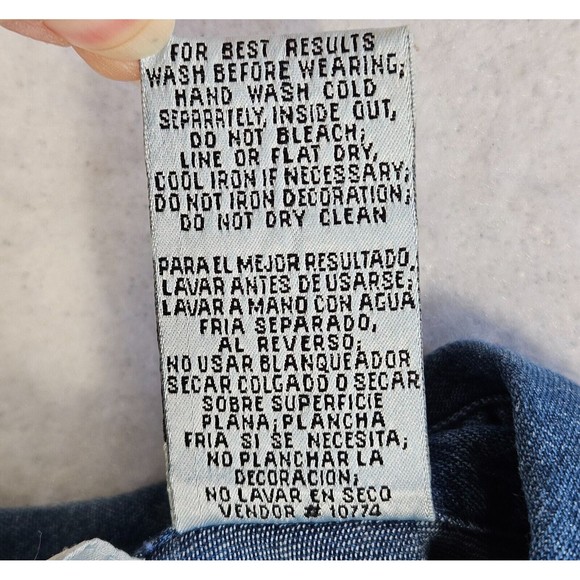 FOR BEST RESULTS
WASH BEFORE WEARING;
HAND WASH COLD
SEPARATELY, INSIDE OUT,
DO NOT BLEACH;
LINE OR FLAT DRY,
COOL IRON IF NECESSARY;
DO NOT IRON DECORATION;
DO NOT DRY CLEAN
PARA EL MEJOR RESULTADO,
LAVAR ANTES DE USARSE;
LAVAR A MANO CON AGUA
FRIA SEPARADO,
AL REVERSO;
NO USAR BLANQUEADOR
SECAR COLGADO O SECAR
SOBRE SUPERFICIE
PLANA; PLANCHA
FRIA SI SE NECESITA;
NO PLANCHAR LA
DECORACION;
NO LAVAR EN SECO
VENDOR # 10774